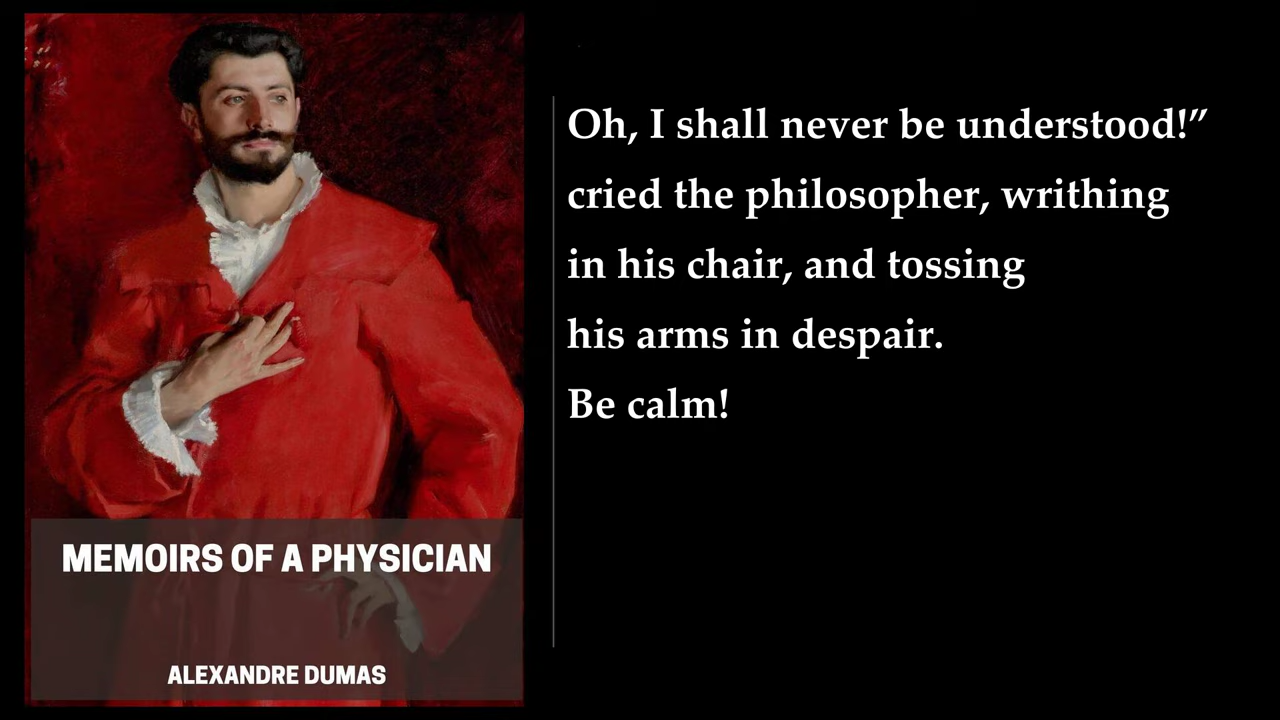 Oh, I shall never be understood!”
cried the philosopher, writhing
in his chair, and tossing
his arms in despair.
Be calm!
MEMOIRS OF A PHYSICIAN
ALEXANDRE DUMAS